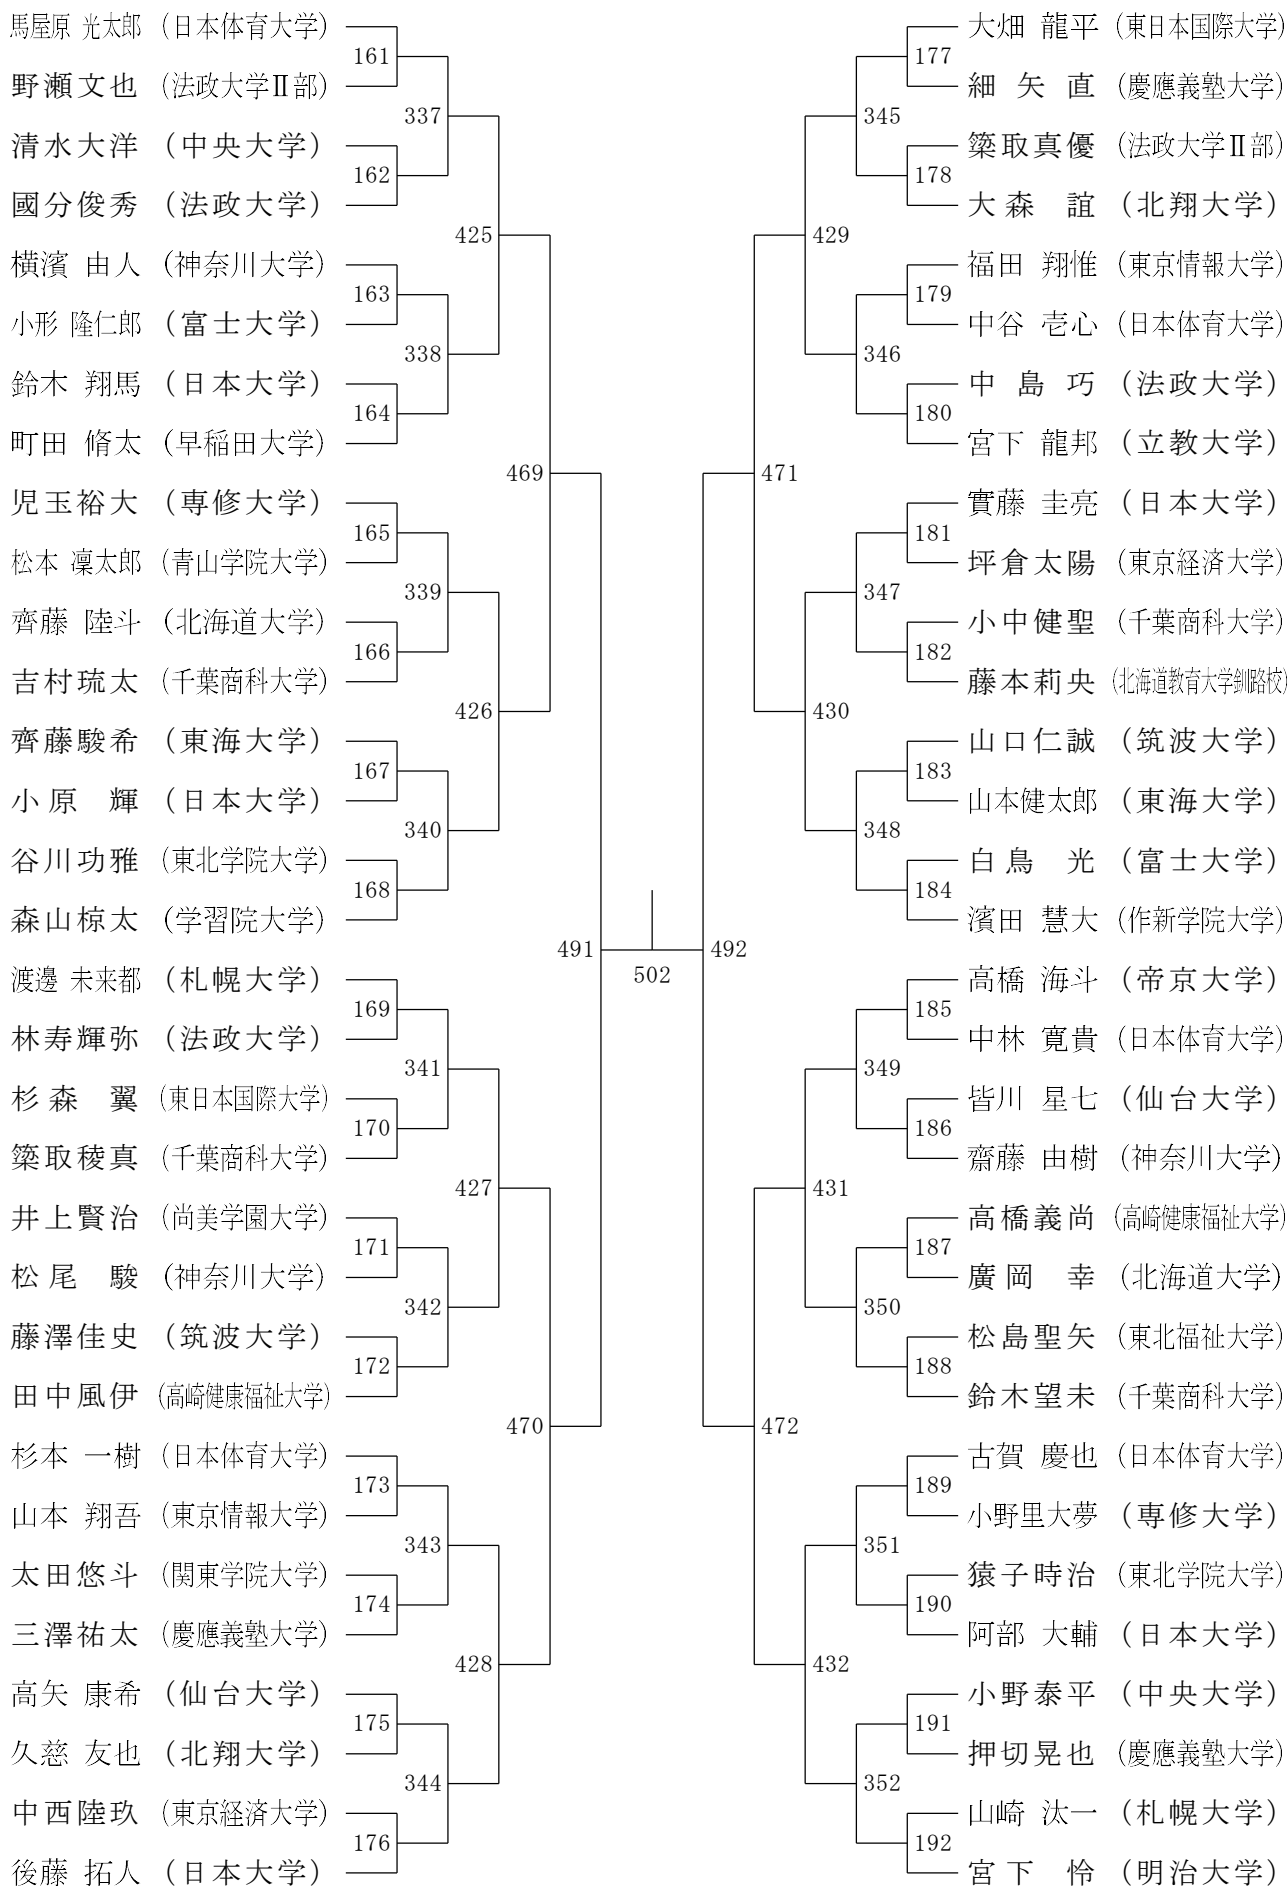 馬屋原 光太郎 (日本体育大学)
161
野瀬文也 (法政大学Ⅱ部)
337
清水大洋 (中央大学)
162
國分俊秀 (法政大学)
425
横濱 由人 (神奈川大学)
163
小形 隆仁郎 (富士大学)
338
鈴木 翔馬 (日本大学)
164
町田 脩太 (早稲田大学)
469
児玉裕大 (専修大学)
165
松本 凜太郎 (青山学院大学)
339
齊藤 陸斗 (北海道大学)
166
吉村琉太 (千葉商科大学)
426
齊藤駿希 (東海大学)
167
小原 輝 (日本大学)
340
谷川功雅 (東北学院大学)
168
森山椋太 (学習院大学)
491
渡邊 未来都 (札幌大学)
169
林寿輝弥 (法政大学)
341
杉森 翼 (東日本国際大学)
170
簗取稜真 (千葉商科大学)
427
井上賢治 (尚美学園大学)
171
松尾 駿 (神奈川大学)
342
藤澤佳史 (筑波大学)
172
田中風伊 (高崎健康福祉大学)
470
杉本 一樹 (日本体育大学)
173
山本 翔吾 (東京情報大学)
343
太田悠斗 (関東学院大学)
174
三澤祐太 (慶應義塾大学)
428
高矢 康希 (仙台大学)
175
久慈 友也 (北翔大学)
344
中西陸玖 (東京経済大学)
176
後藤 拓人 (日本大学)
502
大畑 龍平 (東日本国際大学)
177
細矢直 (慶應義塾大学)
345
簗取真優 (法政大学Ⅱ部)
178
大森 誼 (北翔大学)
429
福田 翔惟 (東京情報大学)
179
中谷 壱心 (日本体育大学)
346
中島巧 (法政大学)
180
宮下 龍邦 (立教大学)
471
實藤 圭亮 (日本大学)
181
坪倉太陽 (東京経済大学)
347
小中健聖 (千葉商科大学)
182
藤本莉央 (北海道教育大学釧路校)
430
山口仁誠 (筑波大学)
183
山本健太郎 (東海大学)
348
白鳥 光 (富士大学)
184
濱田 慧大 (作新学院大学)
492
高橋 海斗 (帝京大学)
185
中林 寛貴 (日本体育大学)
349
皆川 星七 (仙台大学)
186
齋藤 由樹 (神奈川大学)
431
高橋義尚 (高崎健康福祉大学)
187
廣岡 幸 (北海道大学)
350
松島聖矢 (東北福祉大学)
188
鈴木望未 (千葉商科大学)
472
古賀 慶也 (日本体育大学)
189
小野里大夢 (専修大学)
351
猿子時治 (東北学院大学)
190
阿部 大輔 (日本大学)
432
小野泰平 (中央大学)
191
押切晃也 (慶應義塾大学)
352
山崎 汰一 (札幌大学)
192
宮下 怜 (明治大学)